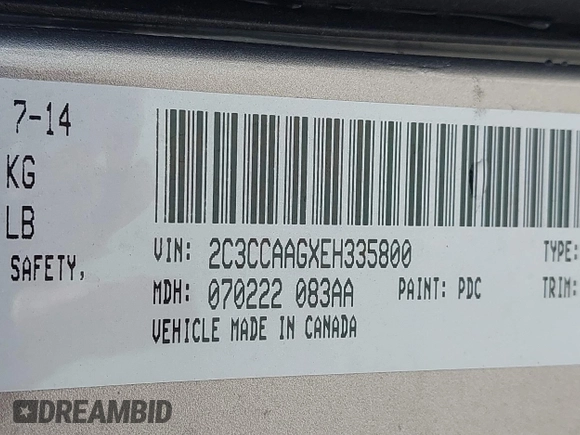 7-14
KG
LB
SAFETY,
VIN: 2C3CCAAGXEH335800
TYPE:
MDH: 070222 083AA PAINT: PDC TRIM:
VEHICLE MADE IN CANADA
DREAMBID